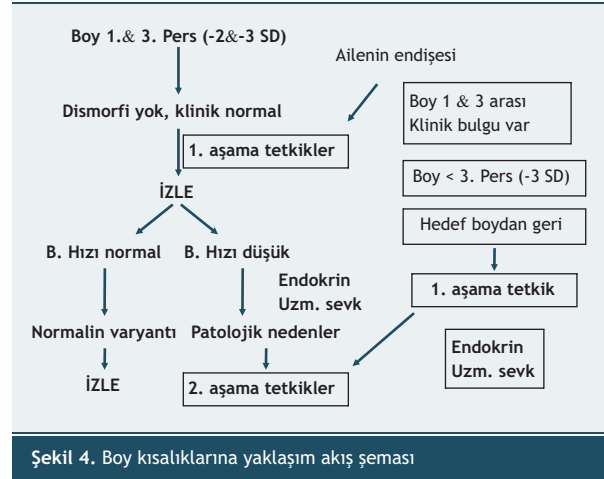 Boy 1.& 3. Pers (-2&-3 SD)
Ailenin endişesi
Dismorfi yok, klinik normal
Boy 1 & 3 arası
Klinik bulgu var
1. aşama tetkikler
Boy < 3. Pers (-3 SD)
İZLE
Hedef boydan geri
B. Hızı normal
B. Hızı düşük
Endokrin
Uzm. sevk
1. aşama tetkik
Normalin varyantı
Patolojik nedenler
Endokrin
Uzm. sevk
İZLE
2. aşama tetkikler
Şekil 4. Boy kısalıklarına yaklaşım akış şeması